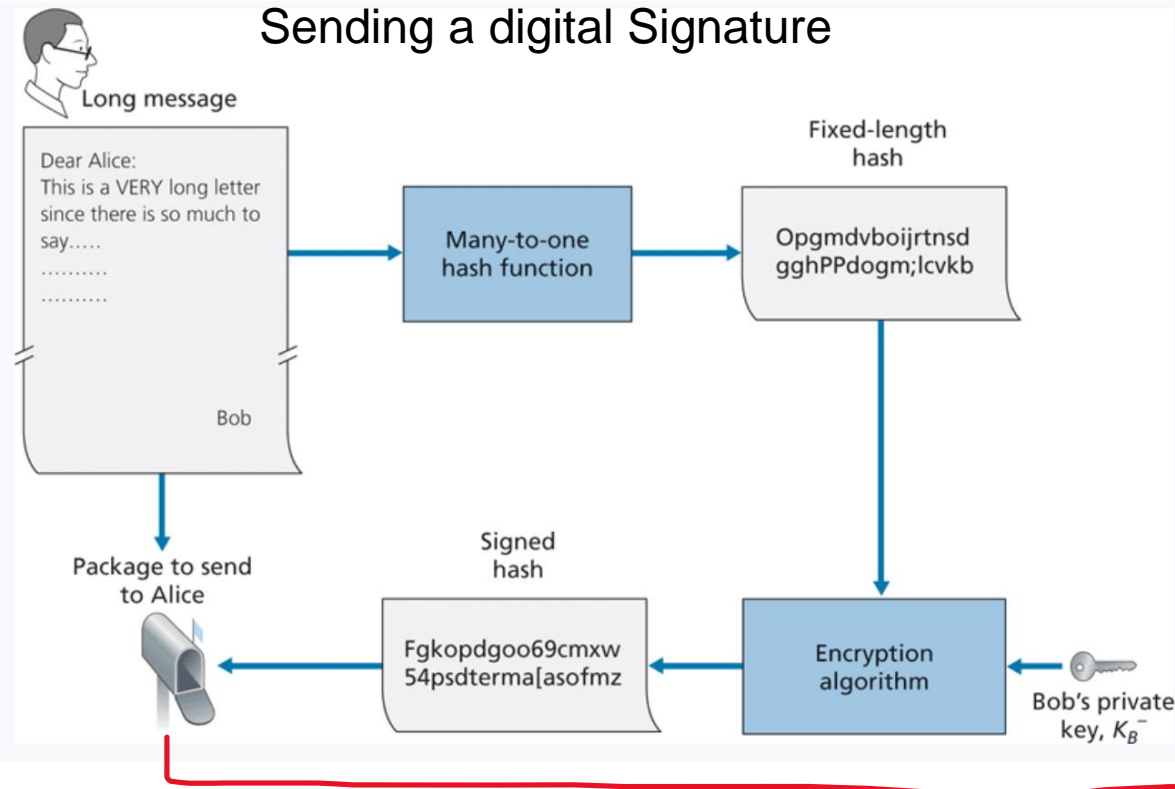 Sending a digital Signature
Long message
Dear Alice:
This is a VERY long letter
since there is so much to
say.....
..........
..........
Bob
Many-to-one
hash function
Fixed-length
hash
Opgmdvboijrtnsd
gghPPdogm;lcvkb
Package to send
to Alice
Signed
hash
Fgkopdgoo69cmxw
54psdterma[asofmz
Encryption
algorithm
Bob's private
key, K_B^-